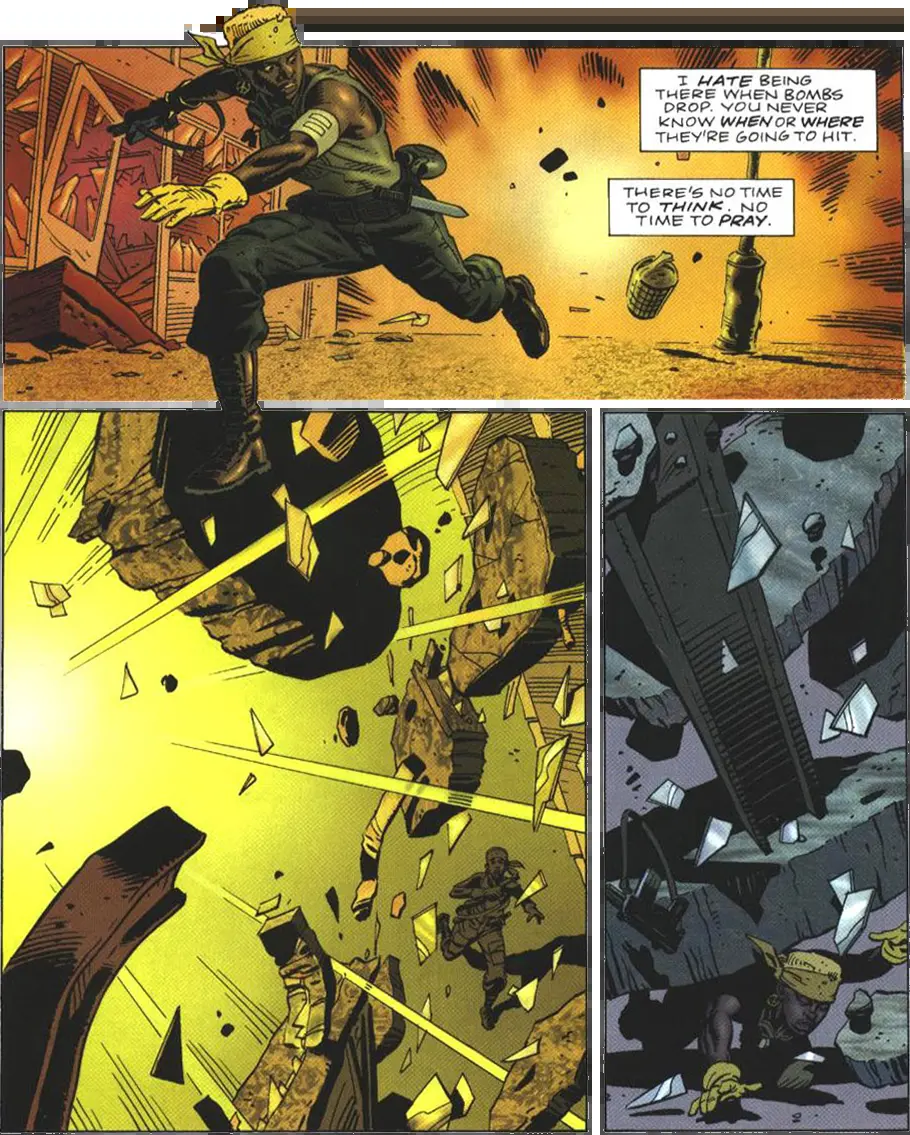 I HATE BEING
THERE WHEN BOMBS
DROP. YOU NEVER
KNOW WHEN OR WHERE
THEY'RE GOING TO HIT.
THERE'S NO TIME
TO THINK. NO
TIME TO PRAY.